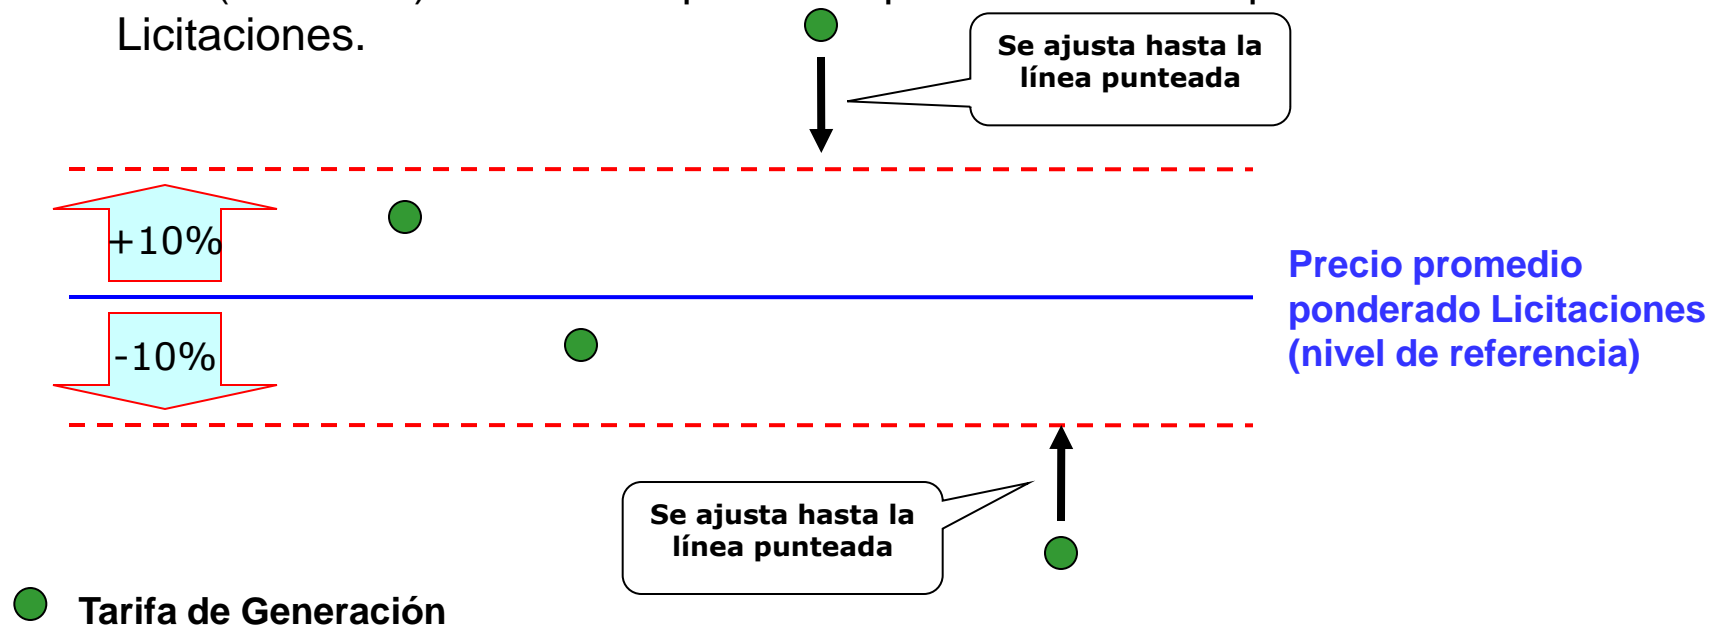 Licitaciones.
Se ajusta hasta la
línea punteada
+10%
-10%
Precio promedio
ponderado Licitaciones
(nivel de referencia)
Se ajusta hasta la
línea punteada
Tarifa de Generación